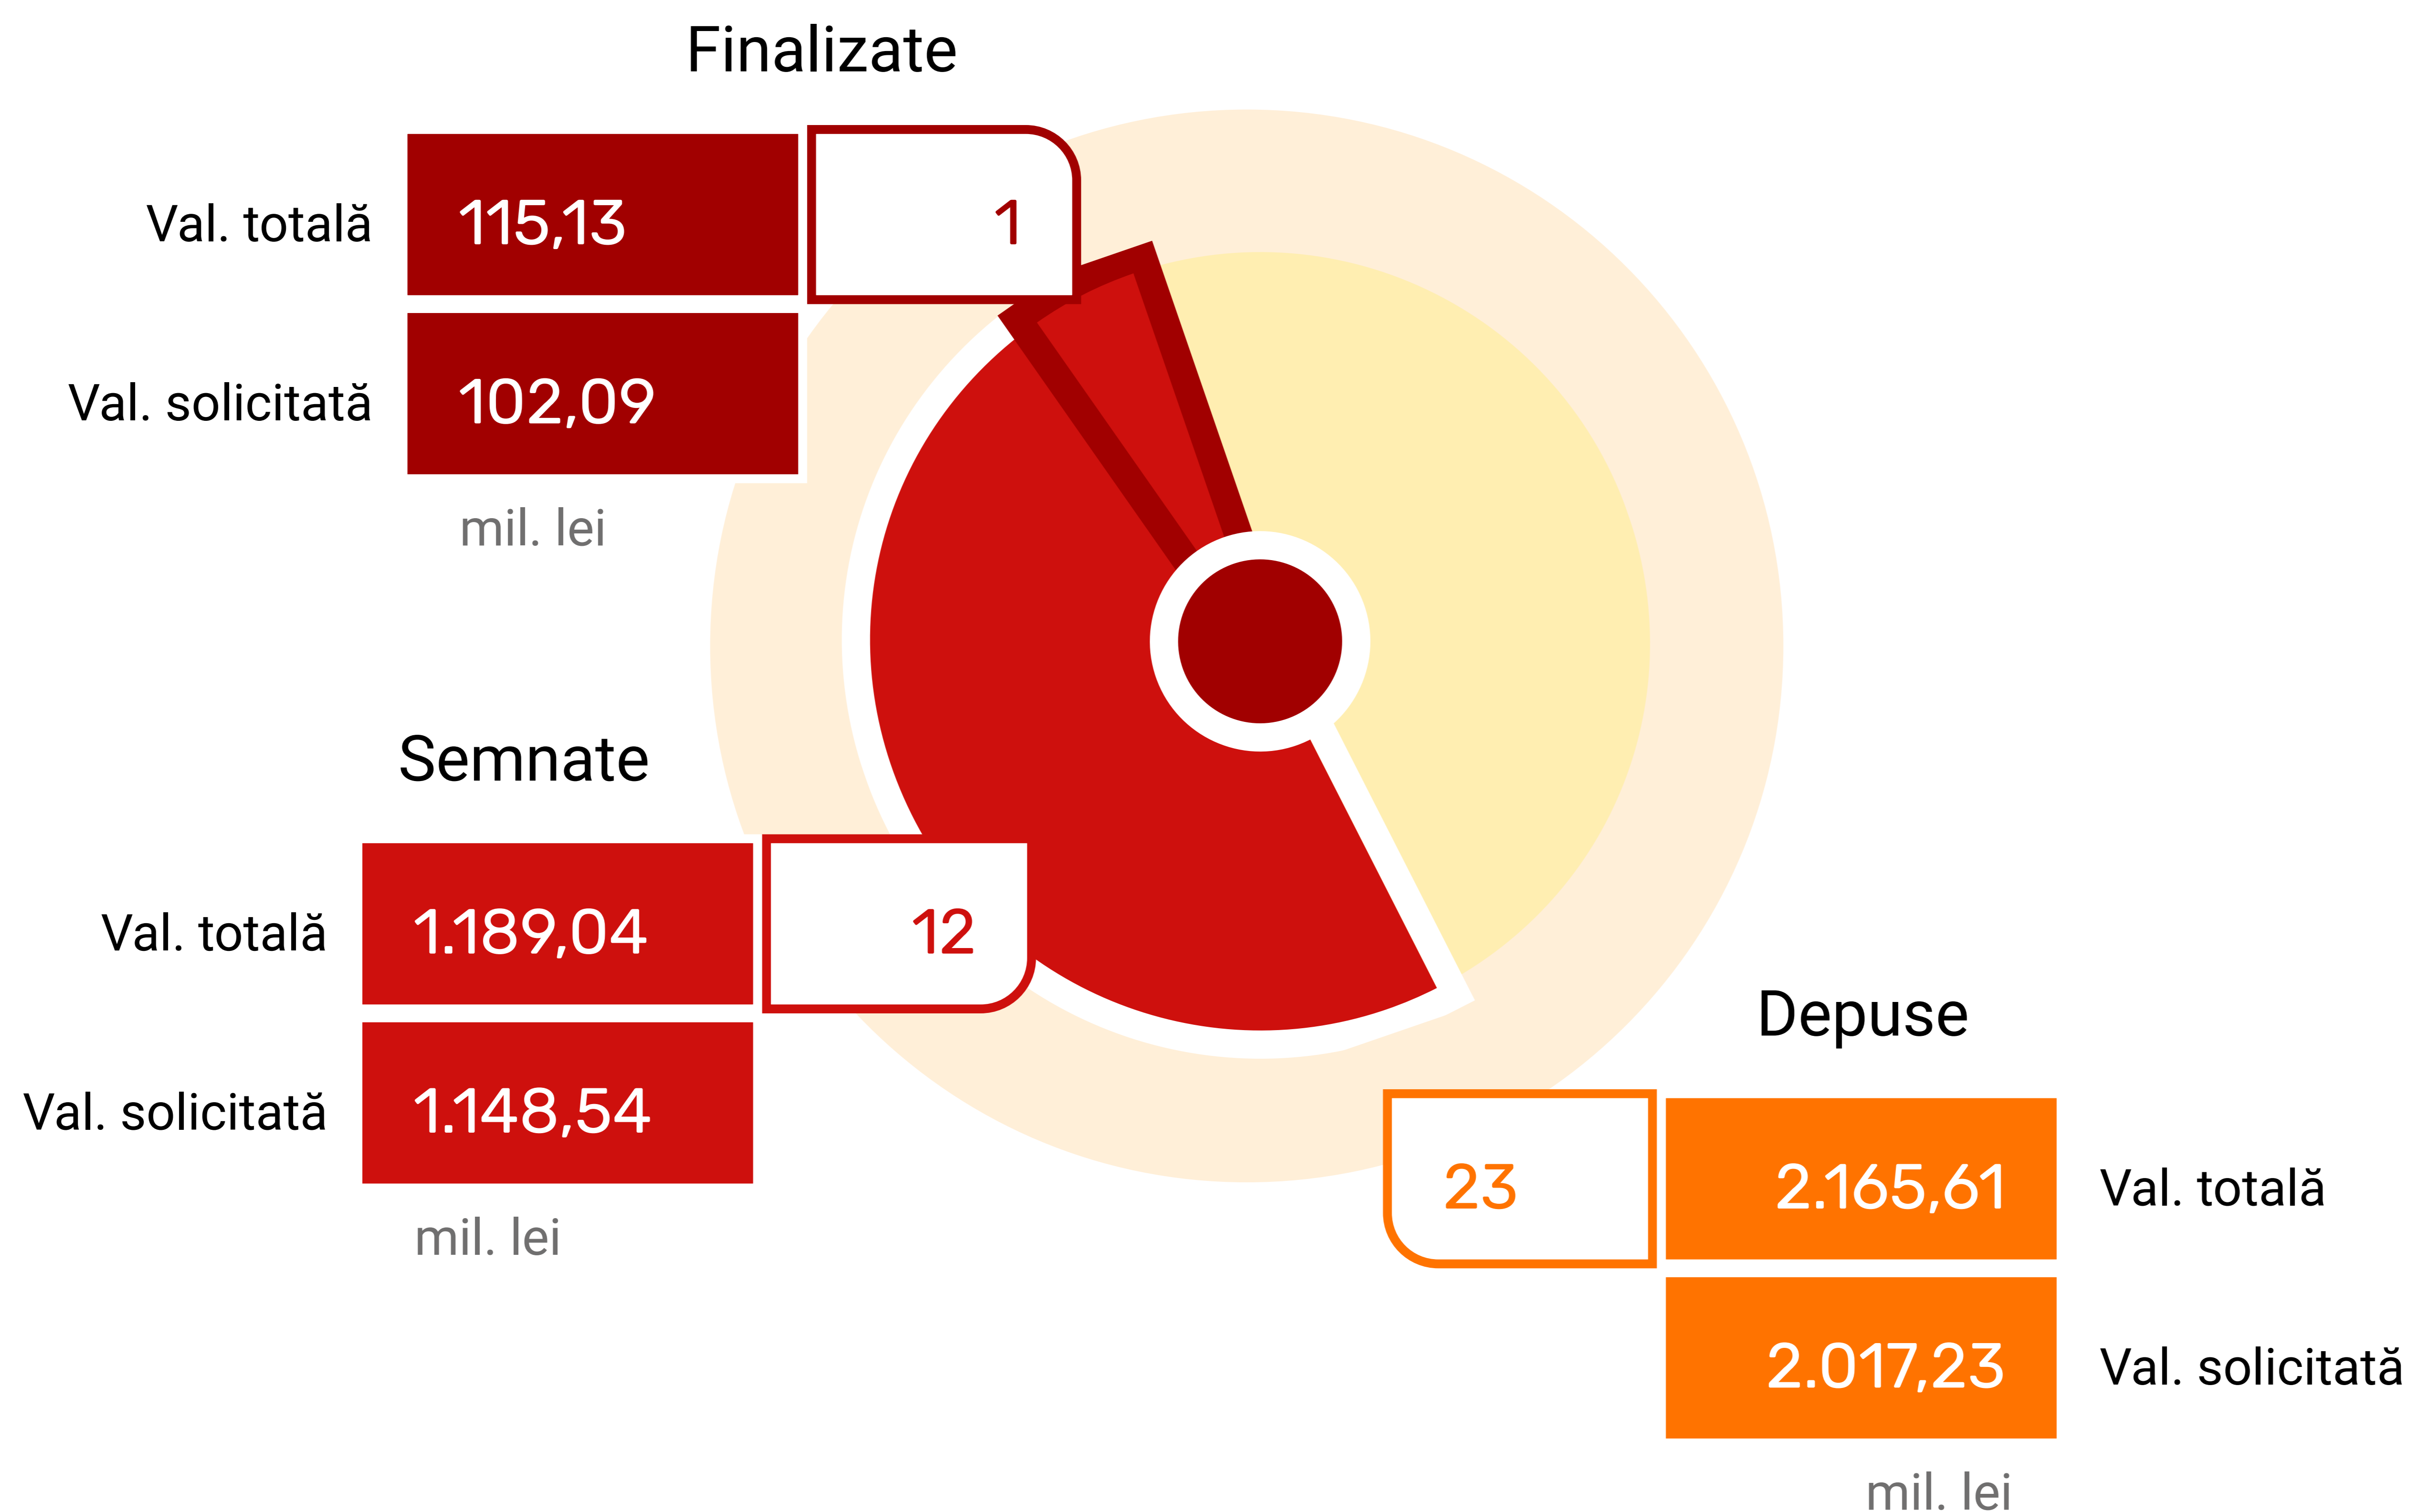 Finalizate
Val. totală
115,13
1
Val. solicitată
102,09
mil. lei
Semnate
Val. totală
1.189,04
12
Val. solicitată
1.148,54
mil. lei
Depuse
23
2.165,61
Val. totală
2.017,23
Val. solicitată
mil. lei